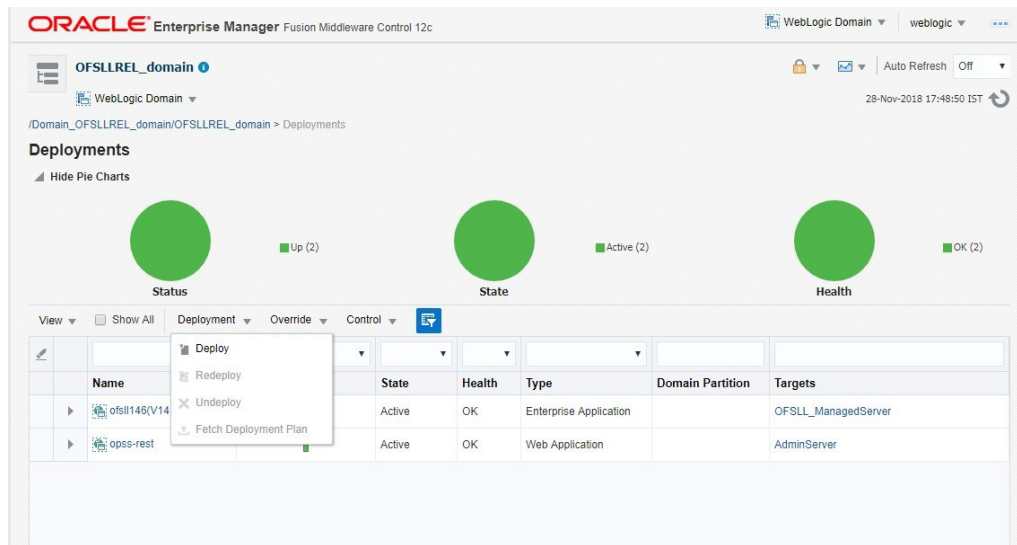 ORACLE Enterprise Manager Fusion Middleware Control 12c
WebLogic Domain weblogic
OFSLLREL_domain
Auto Refresh Off
WebLogic Domain
28-Nov-2018 17:48:50 IST
/Domain_OFSLLREL_domain/OFSLLREL_domain > Deployments
Deployments
Hide Pie Charts
Up (2) Active (2) OK (2)
Status State Health
View Show All Deployment Override Control
Deploy
Redeploy
Undeploy
Fetch Deployment Plan
Name State Health Type Domain Partition Targets
ofsll146(V14 Active OK Enterprise Application OFSLL_ManagedServer
opss-rest Active OK Web Application AdminServer